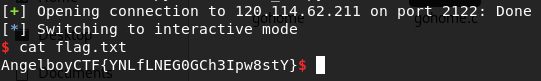 [+] Opening connection to 120.114.62.211 on port 2122: Done
[*] Switching to interactive mode
$ cat flag.txt
AngelboyCTF{YNLfLNEG0GCh3Ipw8stY}$